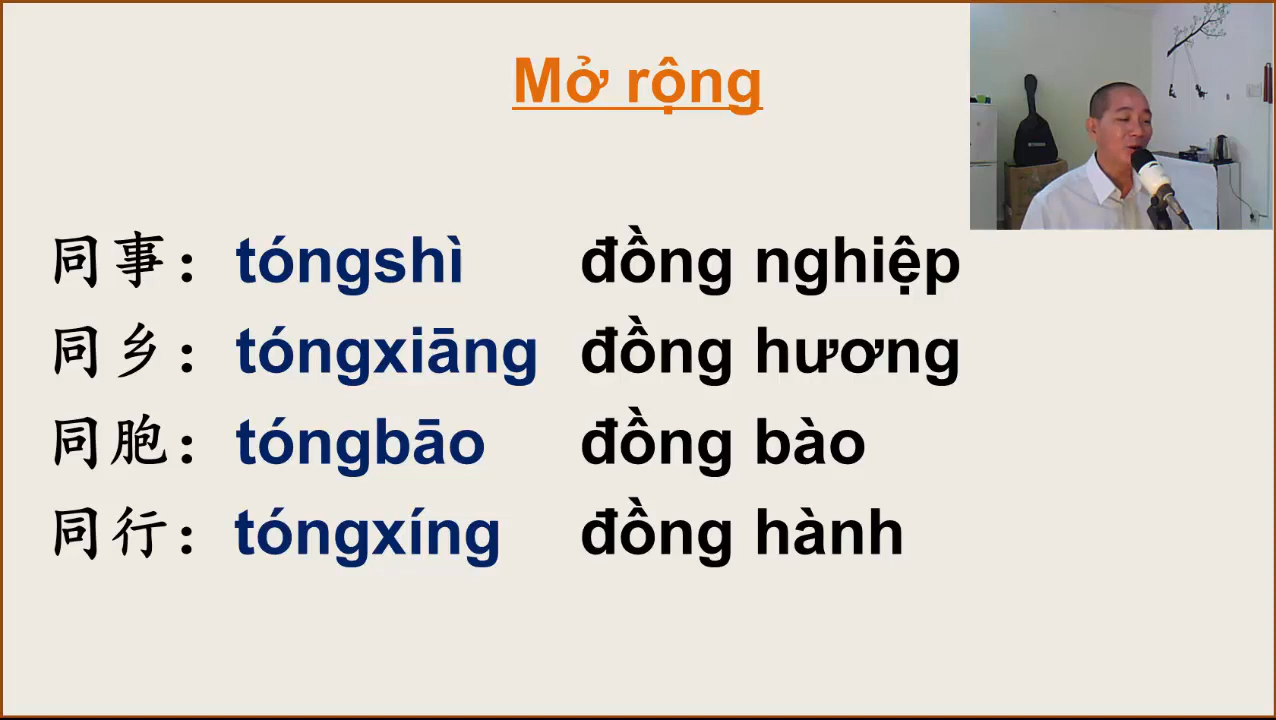 Mở rộng
同事：tóngshì đồng nghiệp
同乡：tóngxiāng đồng hương
同胞：tóngbāo đồng bào
同行：tóngxíng đồng hành